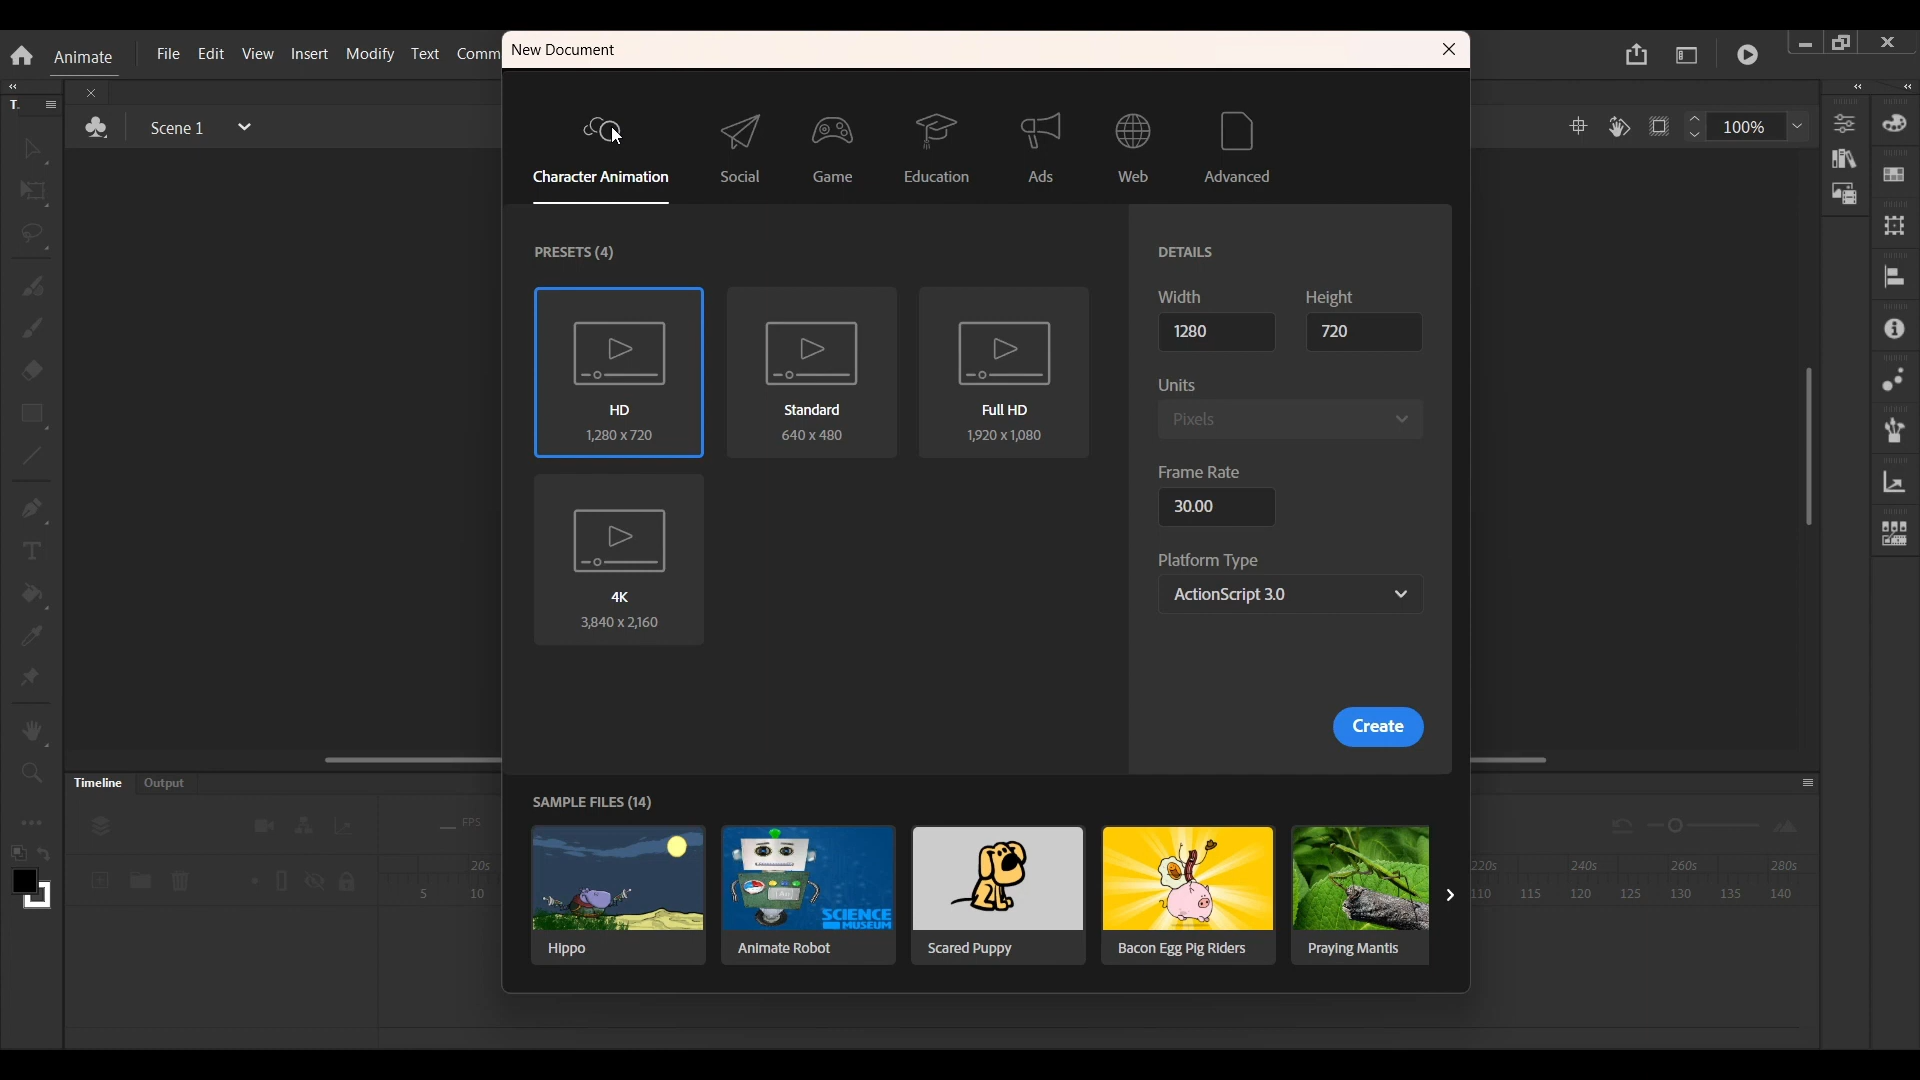 Animate File Edit View Insert Modify Text Comm
New Document
T.
Scene 1
100%
Character Animation Social Game Education Ads Web Advanced
PRESETS (4)
HD
1,280 x 720
Standard
640 x 480
Full HD
1,920 x 1,080
4K
3,840 x 2,160
DETAILS
Width Height
1280 720
Units
Pixels
Frame Rate
30.00
Platform Type
ActionScript 3.0
Create
Timeline Output
FPS
20s 220s 240s 260s 280s
5 10 110 115 120 125 130 135 140
SAMPLE FILES (14)
SCIENCE
MUSEUM
Hippo Animate Robot Scared Puppy Bacon Egg Pig Riders Praying Mantis